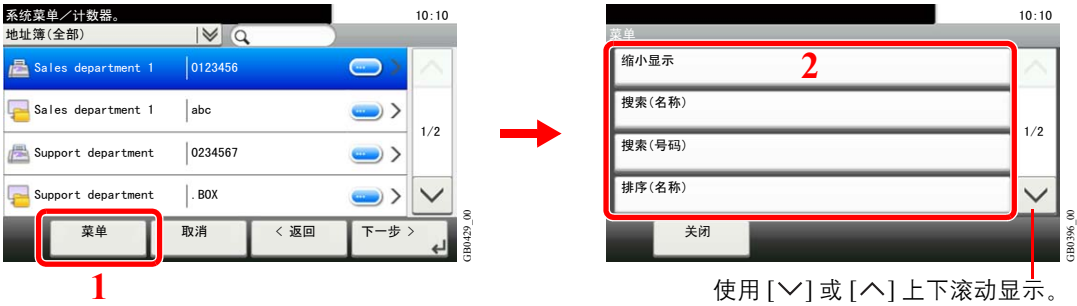 系统菜单／计数器。 10:10
地址簿(全部)
Sales department 1 0123456
Sales department 1 abc
1/2
Support department 0234567
Support department .BOX
菜单 取消 < 返回 下一步 >
GB0429_00
1
10:10
菜单
缩小显示
2
搜索(名称)
1/2
搜索(号码)
排序(名称)
关闭
GB0396_00
使用 [∨] 或 [∧] 上下滚动显示。